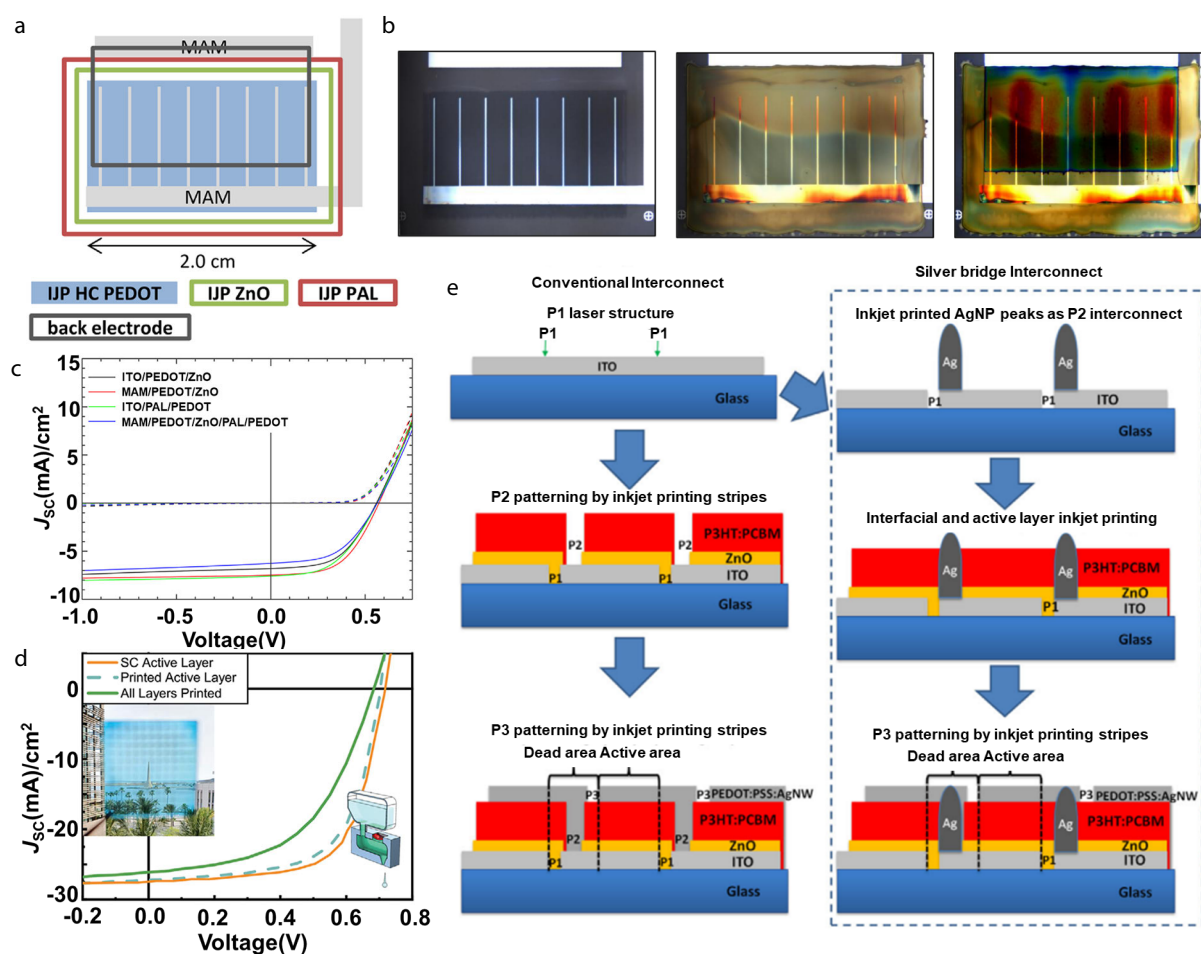 a
MAM
MAM
2.0 cm
IJP HC PEDOT
IJP ZnO
IJP PAL
back electrode
b
c
15
10
5
0
-5
-10
-1.0
-0.5
0.0
0.5
J_SC(mA)/cm²
Voltage(V)
ITO/PEDOT/ZnO
MAM/PEDOT/ZnO
ITO/PAL/PEDOT
MAM/PEDOT/ZnO/PAL/PEDOT
d
SC Active Layer
Printed Active Layer
All Layers Printed
0
-10
-20
-30
-0.2
0.0
0.2
0.4
0.6
0.8
J_SC(mA)/cm²
Voltage(V)
e
Conventional Interconnect
P1 laser structure
P1
P1
ITO
Glass
P2 patterning by inkjet printing stripes
P2
P2
P3HT:PCBM
ZnO
P1
P1
ITO
Glass
P3 patterning by inkjet printing stripes
Dead area Active area
P3
P3 PEDOT:PSS:AgNW
P2
P2
P3HT:PCBM
ZnO
P1
P1
ITO
Glass
Silver bridge Interconnect
Inkjet printed AgNP peaks as P2 interconnect
Ag
Ag
P1
P1
ITO
Glass
Interfacial and active layer inkjet printing
Ag
Ag
P3HT:PCBM
ZnO
P1
ITO
Glass
P3 patterning by inkjet printing stripes
Dead area Active area
P3 PEDOT:PSS:AgNW
Ag
Ag
P3HT:PCBM
ZnO
P1
ITO
Glass